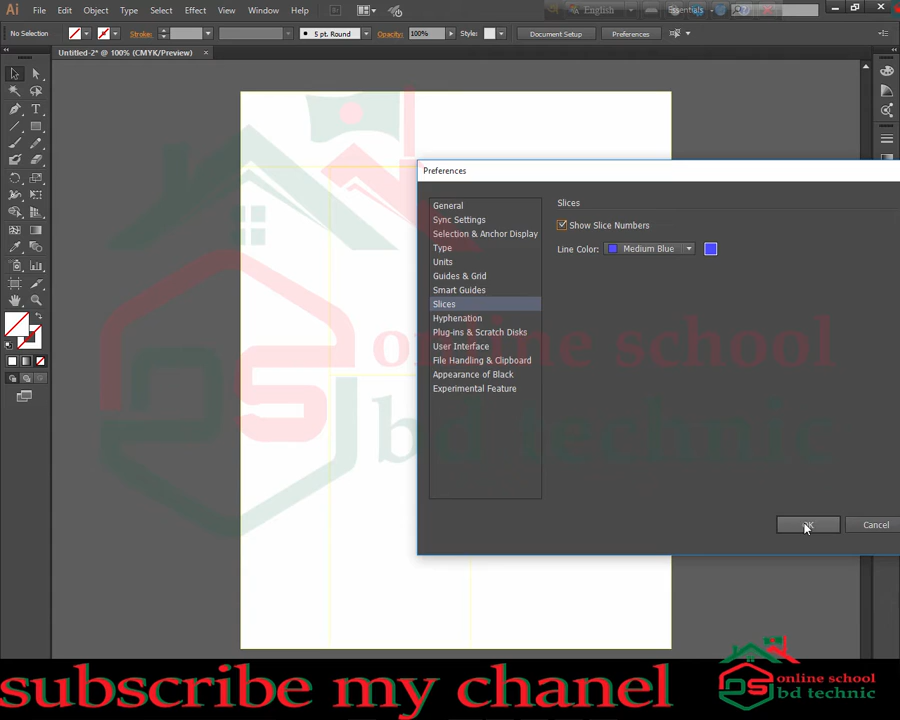 Ai File Edit Object Type Select Effect View Window Help English Essentials
No Selection Stroke: 5 pt. Round Opacity: 100% Style: Document Setup Preferences
Untitled-2* @ 100% (CMYK/Preview) ×
Preferences
General
Sync Settings
Selection & Anchor Display
Type
Units
Guides & Grid
Smart Guides
Slices
Hyphenation
Plug-ins & Scratch Disks
User Interface
File Handling & Clipboard
Appearance of Black
Experimental Feature
Slices
Show Slice Numbers
Line Color: Medium Blue
OK Cancel
online school
bd technic
subscribe my chanel
online school
bd technic